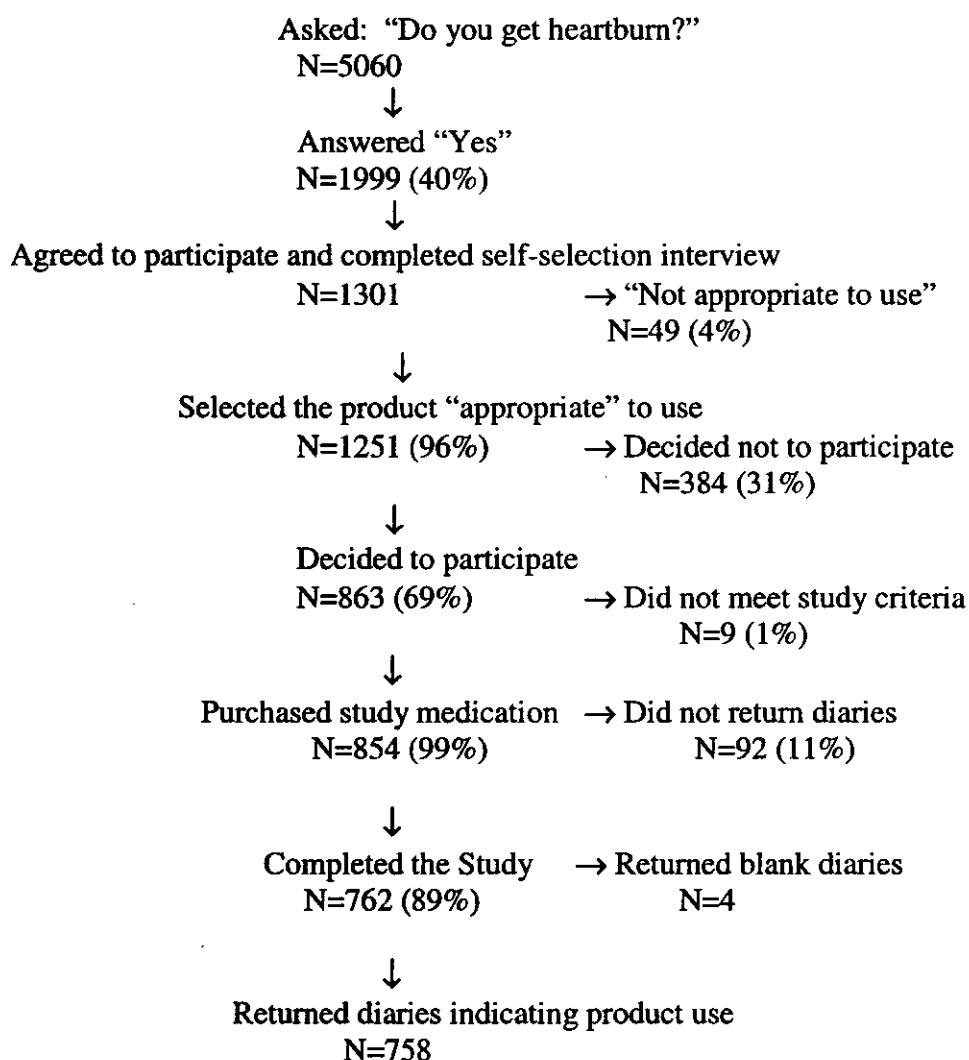 Asked: “Do you get heartburn?”
N=5060
↓
Answered “Yes”
N=1999 (40%)
↓
Agreed to participate and completed self-selection interview
N=1301 → “Not appropriate to use”
N=49 (4%)
↓
Selected the product “appropriate” to use
N=1251 (96%) → Decided not to participate
N=384 (31%)
↓
Decided to participate
N=863 (69%) → Did not meet study criteria
N=9 (1%)
↓
Purchased study medication → Did not return diaries
N=854 (99%) N=92 (11%)
↓
Completed the Study → Returned blank diaries
N=762 (89%) N=4
↓
Returned diaries indicating product use
N=758